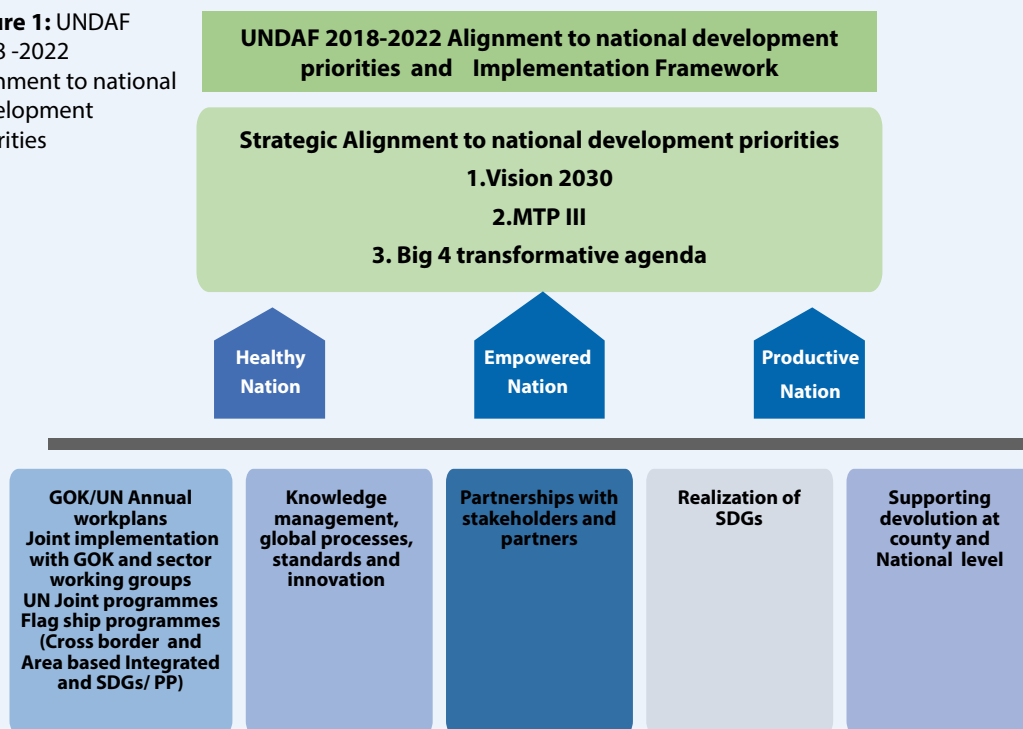 ure 1: UNDAF
-2022
nment to national
elopment
rities
UNDAF 2018-2022 Alignment to national development
priorities and Implementation Framework
Strategic Alignment to national development priorities
1.Vision 2030
2.MTP III
3. Big 4 transformative agenda
Healthy
Nation
Empowered
Nation
Productive
Nation
GOK/UN Annual
workplans
Joint implementation
with GOK and sector
working groups
UN Joint programmes
Flag ship programmes
(Cross border and
Area based Integrated
and SDGs/ PP)
Knowledge
management,
global processes,
standards and
innovation
Partnerships with
stakeholders and
partners
Realization of
SDGs
Supporting
devolution at
county and
National level